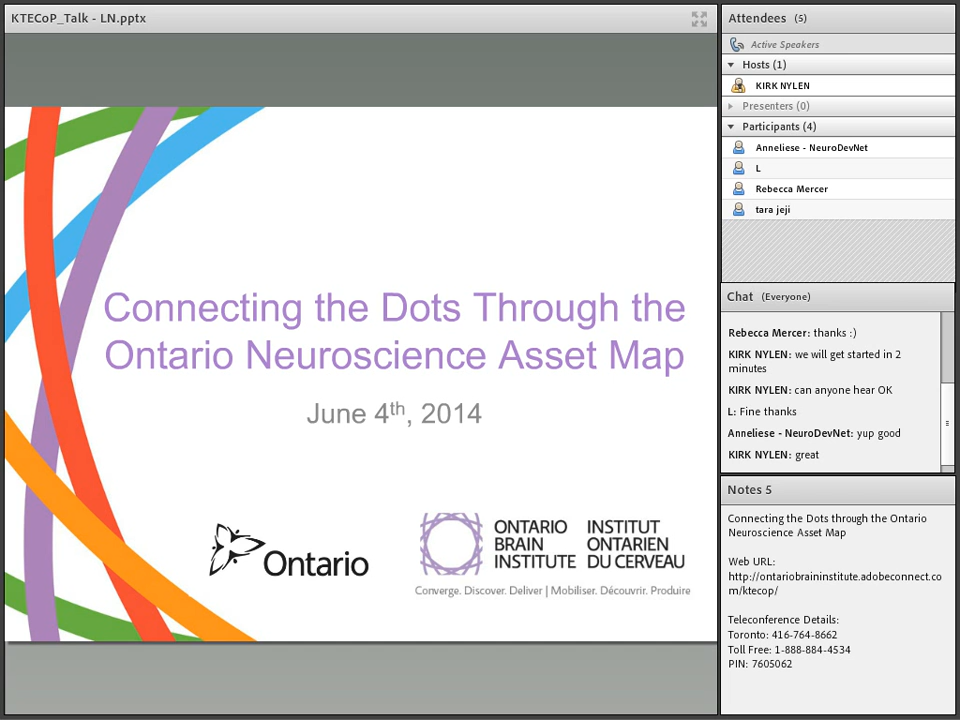 KTECoP_Talk - LN.pptx
Connecting the Dots Through the
Ontario Neuroscience Asset Map
June 4th, 2014
Ontario
ONTARIO
BRAIN
INSTITUTE
INSTITUT
ONTARIEN
DU CERVEAU
Converge. Discover. Deliver | Mobiliser. Découvrir. Produire
Attendees (5)
Active Speakers
Hosts (1)
KIRK NYLEN
Presenters (0)
Participants (4)
Anneliese - NeuroDevNet
L
Rebecca Mercer
tara jeji
Chat (Everyone)
Rebecca Mercer: thanks :)
KIRK NYLEN: we will get started in 2
minutes
KIRK NYLEN: can anyone hear OK
L: Fine thanks
Anneliese - NeuroDevNet: yup good
KIRK NYLEN: great
Notes 5
Connecting the Dots through the Ontario
Neuroscience Asset Map
Web URL:
http://ontariobraininstitute.adobeconnect.co
m/ktecop/
Teleconference Details:
Toronto: 416-764-8662
Toll Free: 1-888-884-4534
PIN: 7605062